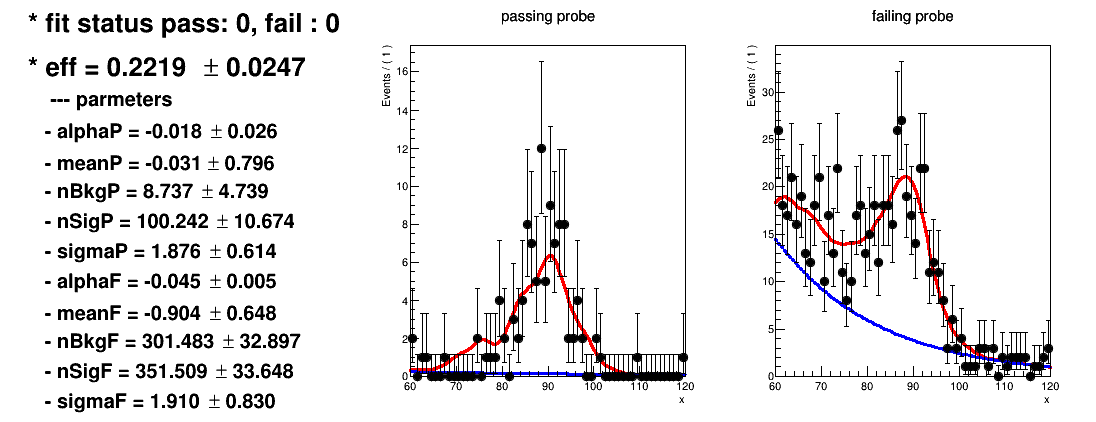 * fit status pass: 0, fail : 0
* eff = 0.2219 ± 0.0247
--- parmeters
- alphaP = -0.018 ± 0.026
- meanP = -0.031 ± 0.796
- nBkgP = 8.737 ± 4.739
- nSigP = 100.242 ± 10.674
- sigmaP = 1.876 ± 0.614
- alphaF = -0.045 ± 0.005
- meanF = -0.904 ± 0.648
- nBkgF = 301.483 ± 32.897
- nSigF = 351.509 ± 33.648
- sigmaF = 1.910 ± 0.830
passing probe
Events / ( 1 )
16
14
12
10
8
6
4
2
0
60 70 80 90 100 110 120
x
failing probe
Events / ( 1 )
30
25
20
15
10
5
0
60 70 80 90 100 110 120
x